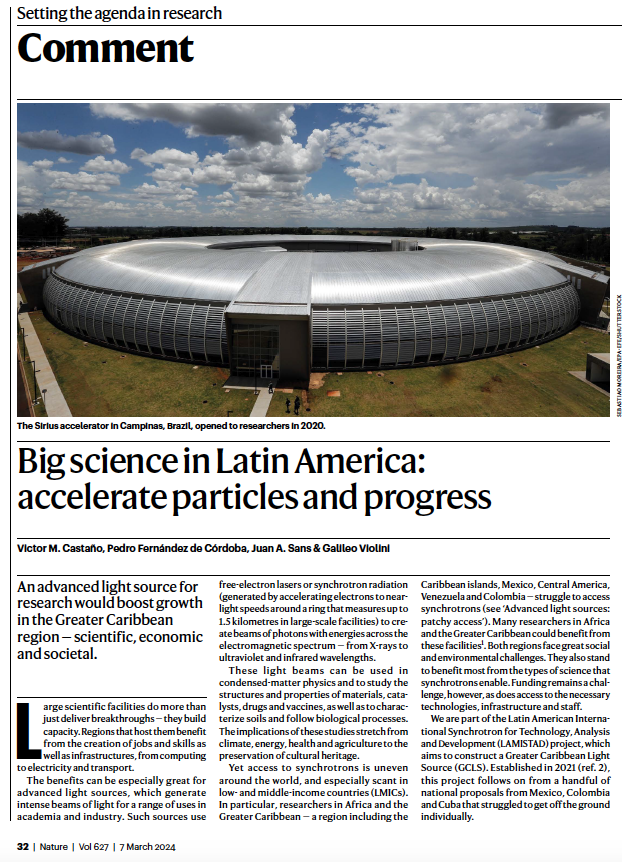 Setting the agenda in research
Comment
SEBASTIAO MOREIRA/EPA-EFE/SHUTTERSTOCK
The Sirius accelerator in Campinas, Brazil, opened to researchers in 2020.
Big science in Latin America:
accelerate particles and progress
Victor M. Castaño, Pedro Fernández de Córdoba, Juan A. Sans & Galileo Violini
An advanced light source for
research would boost growth
in the Greater Caribbean
region — scientific, economic
and societal.
Large scientific facilities do more than
just deliver breakthroughs — they build
capacity. Regions that host them benefit
from the creation of jobs and skills as
well as infrastructures, from computing
to electricity and transport.
The benefits can be especially great for
advanced light sources, which generate
intense beams of light for a range of uses in
academia and industry. Such sources use
free-electron lasers or synchrotron radiation
(generated by accelerating electrons to near-
light speeds around a ring that measures up to
1.5 kilometres in large-scale facilities) to cre-
ate beams of photons with energies across the
electromagnetic spectrum — from X-rays to
ultraviolet and infrared wavelengths.
These light beams can be used in
condensed-matter physics and to study the
structures and properties of materials, cata-
lysts, drugs and vaccines, as well as to charac-
terize soils and follow biological processes.
The implications of these studies stretch from
climate, energy, health and agriculture to the
preservation of cultural heritage.
Yet access to synchrotrons is uneven
around the world, and especially scant in
low- and middle-income countries (LMICs).
In particular, researchers in Africa and the
Greater Caribbean — a region including the
Caribbean islands, Mexico, Central America,
Venezuela and Colombia — struggle to access
synchrotrons (see ‘Advanced light sources:
patchy access’). Many researchers in Africa
and the Greater Caribbean could benefit from
these facilities¹. Both regions face great social
and environmental challenges. They also stand
to benefit most from the types of science that
synchrotrons enable. Funding remains a chal-
lenge, however, as does access to the necessary
technologies, infrastructure and staff.
We are part of the Latin American Interna-
tional Synchrotron for Technology, Analysis
and Development (LAMISTAD) project, which
aims to construct a Greater Caribbean Light
Source (GCLS). Established in 2021 (ref. 2),
this project follows on from a handful of
national proposals from Mexico, Colombia
and Cuba that struggled to get off the ground
individually.
32 | Nature | Vol 627 | 7 March 2024